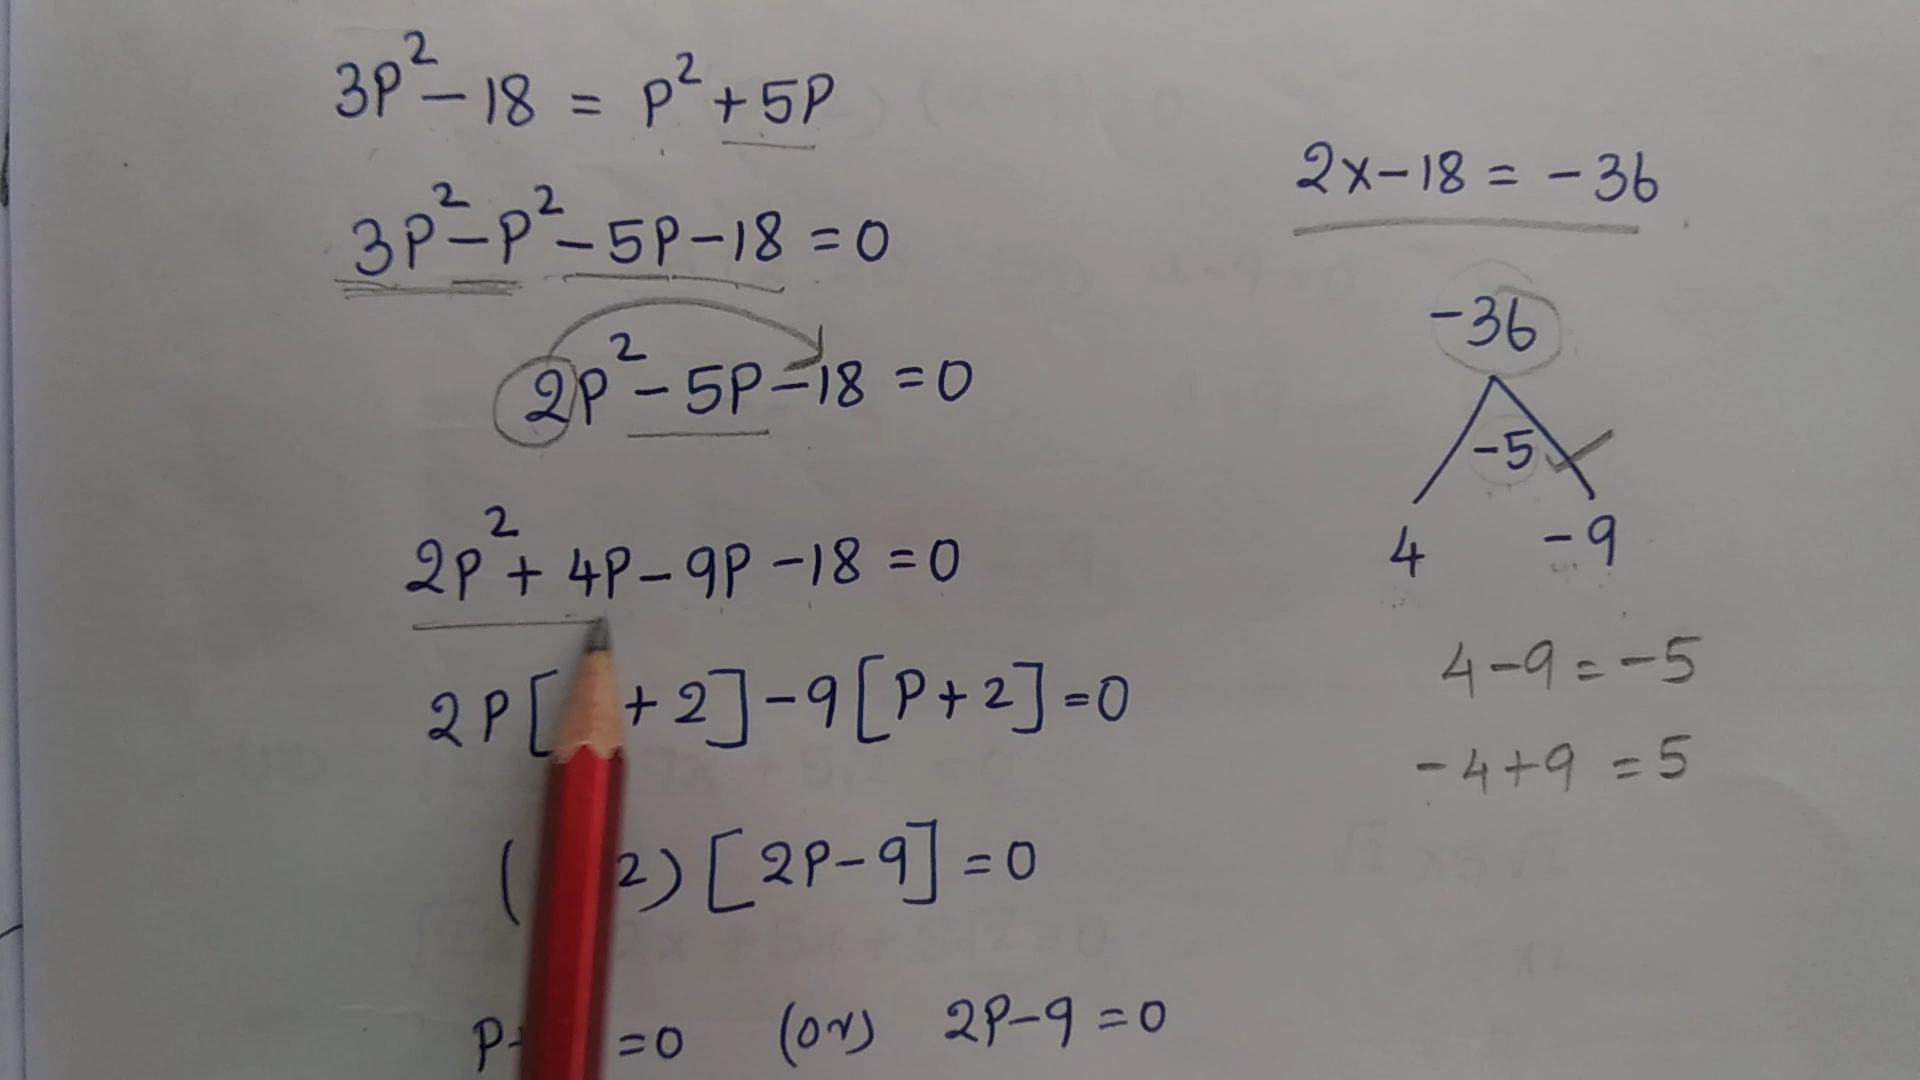 3P² - 18 = P² + 5P
3P² - P² - 5P - 18 = 0
2P² - 5P - 18 = 0
2P² + 4P - 9P - 18 = 0
2P [ + 2] - 9 [P + 2] = 0
( 2) [2P - 9] = 0
P+ = 0 (or) 2P - 9 = 0
2x - 18 = - 36
-36
-5
4 -9
4 - 9 = -5
- 4 + 9 = 5